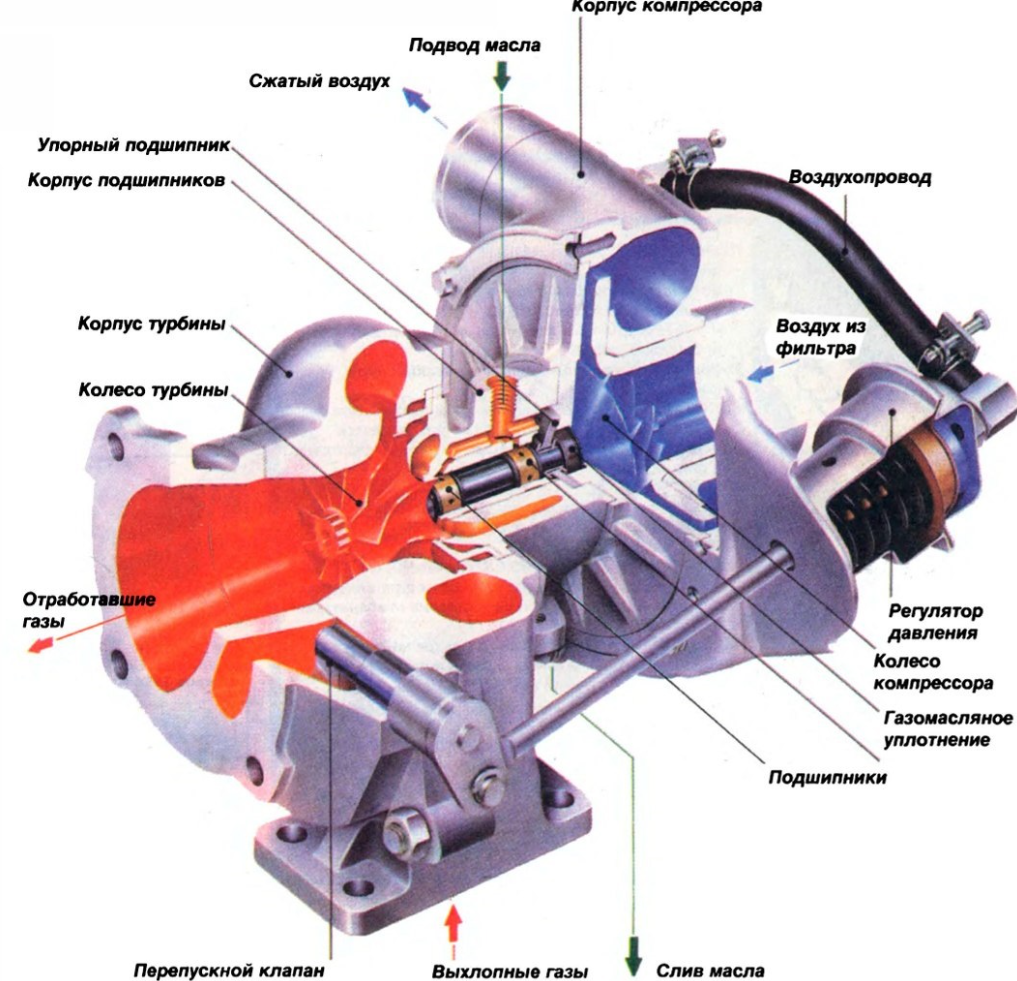 Корпус компрессора
Подвод масла
Сжатый воздух
Упорный подшипник
Корпус подшипников
Воздухопровод
Корпус турбины
Воздух из
фильтра
Колесо турбины
Отработавшие
газы
Регулятор
давления
Колесо
компрессора
Газомасляное
уплотнение
Подшипники
Перепускной клапан
Выхлопные газы
Слив масла